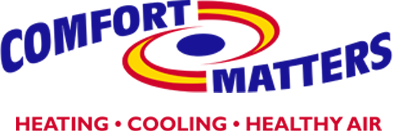 COMFORT
MATTERS
HEATING • COOLING • HEALTHY AIR